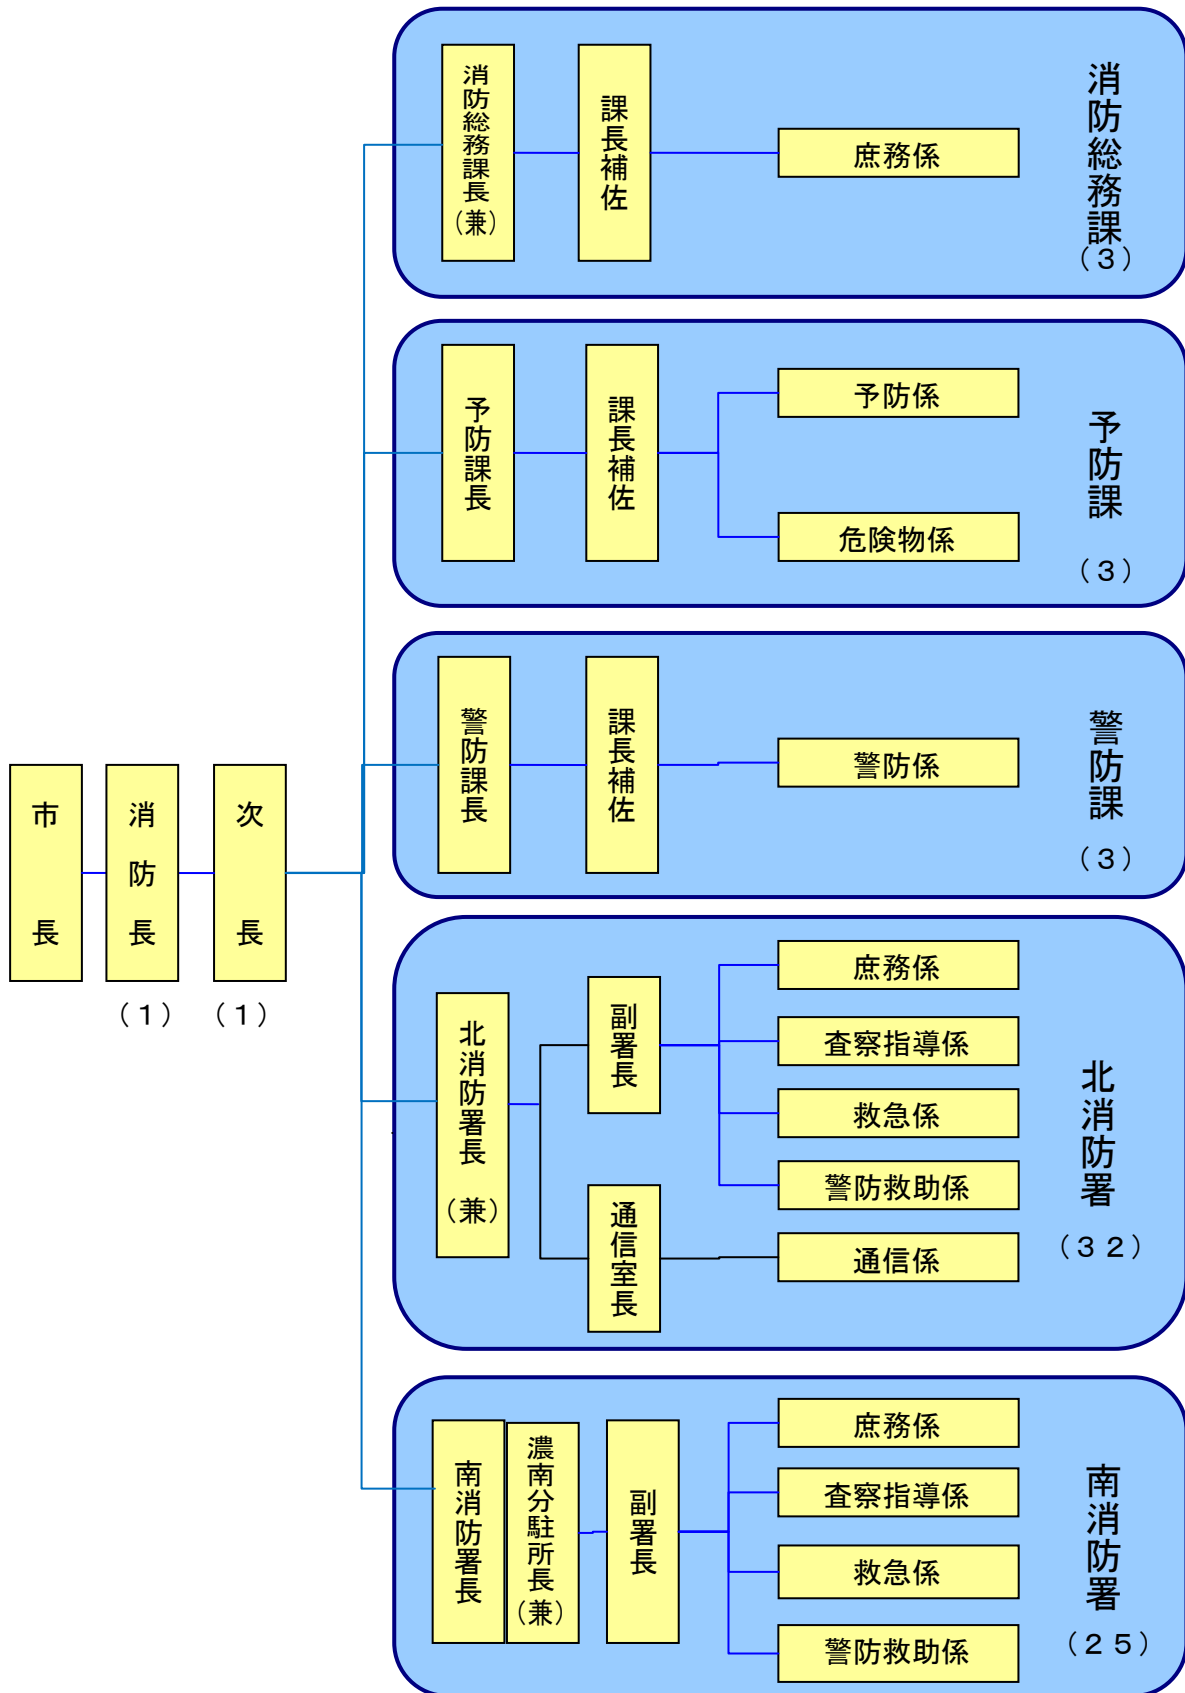 市長
消防長
（１）
次長
（１）
消防総務課長（兼）
課長補佐
庶務係
消防総務課
（３）
予防課長
課長補佐
予防係
危険物係
予防課
（３）
警防課長
課長補佐
警防係
警防課
（３）
北消防署長（兼）
副署長
庶務係
査察指導係
救急係
警防救助係
通信室長
通信係
北消防署
（３２）
南消防署長
濃南分駐所長（兼）
副署長
庶務係
査察指導係
救急係
警防救助係
南消防署
（２５）